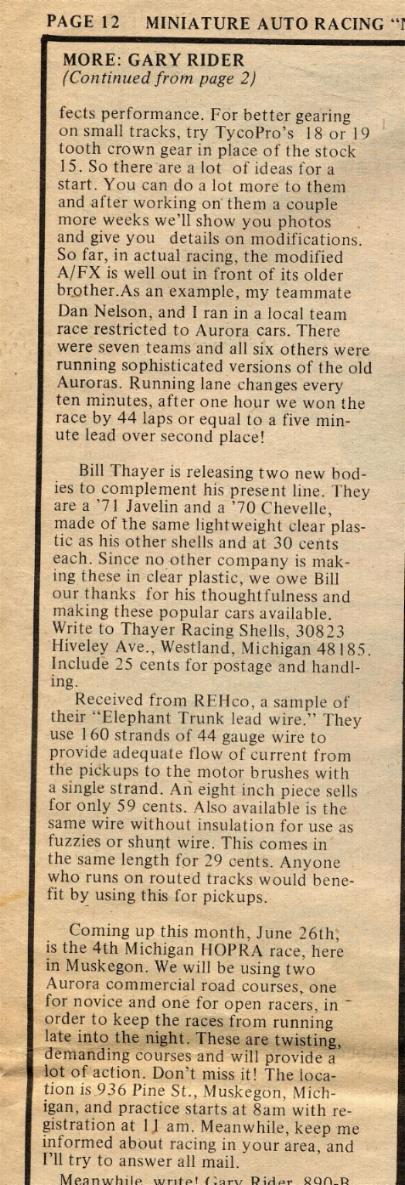 PAGE 12 MINIATURE AUTO RACING "
MORE: GARY RIDER
(Continued from page 2)
fects performance. For better gearing
on small tracks, try TycoPro's 18 or 19
tooth crown gear in place of the stock
15. So there are a lot of ideas for a
start. You can do a lot more to them
and after working on them a couple
more weeks we'll show you photos
and give you details on modifications.
So far, in actual racing, the modified
A/FX is well out in front of its older
brother.As an example, my teammate
Dan Nelson, and I ran in a local team
race restricted to Aurora cars. There
were seven teams and all six others were
running sophisticated versions of the old
Auroras. Running lane changes every
ten minutes, after one hour we won the
race by 44 laps or equal to a five min-
ute lead over second place!
Bill Thayer is releasing two new bod-
ies to complement his present line. They
are a '71 Javelin and a '70 Chevelle,
made of the same lightweight clear plas-
tic as his other shells and at 30 cents
each. Since no other company is mak-
ing these in clear plastic, we owe Bill
our thanks for his thoughtfulness and
making these popular cars available.
Write to Thayer Racing Shells, 30823
Hiveley Ave., Westland, Michigan 48185.
Include 25 cents for postage and handl-
ing.
Received from REHco, a sample of
their "Elephant Trunk lead wire." They
use 160 strands of 44 gauge wire to
provide adequate flow of current from
the pickups to the motor brushes with
a single strand. An eight inch piece sells
for only 59 cents. Also available is the
same wire without insulation for use as
fuzzies or shunt wire. This comes in
the same length for 29 cents. Anyone
who runs on routed tracks would bene-
fit by using this for pickups.
Coming up this month, June 26th,
is the 4th Michigan HOPRA race, here
in Muskegon. We will be using two
Aurora commercial road courses, one
for novice and one for open racers, in
order to keep the races from running
late into the night. These are twisting,
demanding courses and will provide a
lot of action. Don't miss it! The loca-
tion is 936 Pine St., Muskegon, Mich-
igan, and practice starts at 8am with re-
gistration at 11 am. Meanwhile, keep me
informed about racing in your area, and
I'll try to answer all mail.
Meanwhile, write! Gary Rider, 890-B